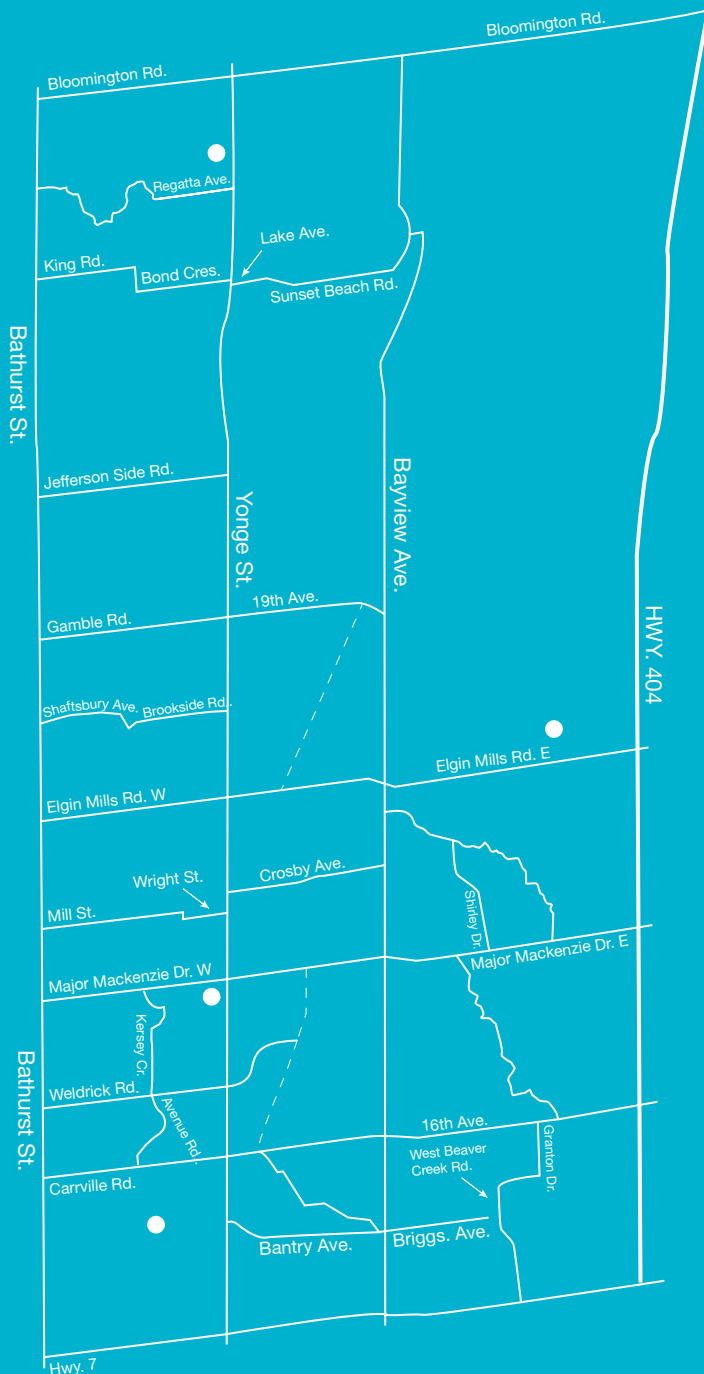 Bloomington Rd.
Bloomington Rd.
Regatta Ave.
Lake Ave.
King Rd.
Bond Cres.
Sunset Beach Rd.
Bathurst St.
Jefferson Side Rd.
Yonge St.
Bayview Ave.
19th Ave.
Gamble Rd.
HWY. 404
Shaftsbury Ave.
Brookside Rd.
Elgin Mills Rd. E
Elgin Mills Rd. W
Crosby Ave.
Wright St.
Mill St.
Shirley Dr.
Major Mackenzie Dr. E
Major Mackenzie Dr. W
Kersey Cr.
Bathurst St.
Weldrick Rd.
Avenue Rd.
16th Ave.
West Beaver
Creek Rd.
Granton Dr.
Carrville Rd.
Bantry Ave.
Briggs. Ave.
Hwy. 7